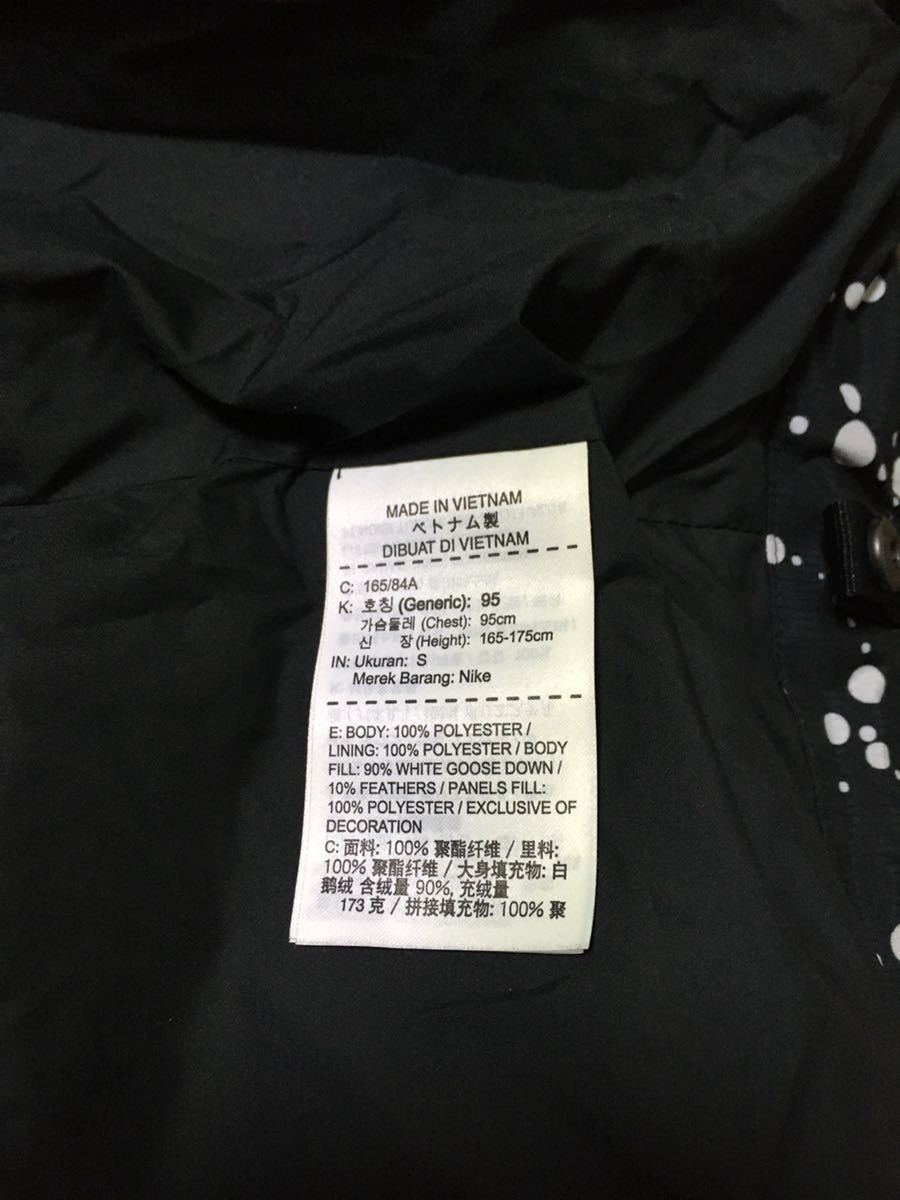 MADE IN VIETNAM
ベトナム製
DIBUAT DI VIETNAM
C: 165/84A
K: 호칭 (Generic): 95
가슴둘레 (Chest): 95cm
신 장 (Height): 165-175cm
IN: Ukuran: S
Merek Barang: Nike
E: BODY: 100% POLYESTER /
LINING: 100% POLYESTER / BODY
FILL: 90% WHITE GOOSE DOWN /
10% FEATHERS / PANELS FILL:
100% POLYESTER / EXCLUSIVE OF
DECORATION
C: 面料: 100% 聚酯纤维 / 里料:
100% 聚酯纤维 / 大身填充物: 白
鹅绒 含绒量 90%, 充绒量
173 克 / 拼接填充物: 100% 聚